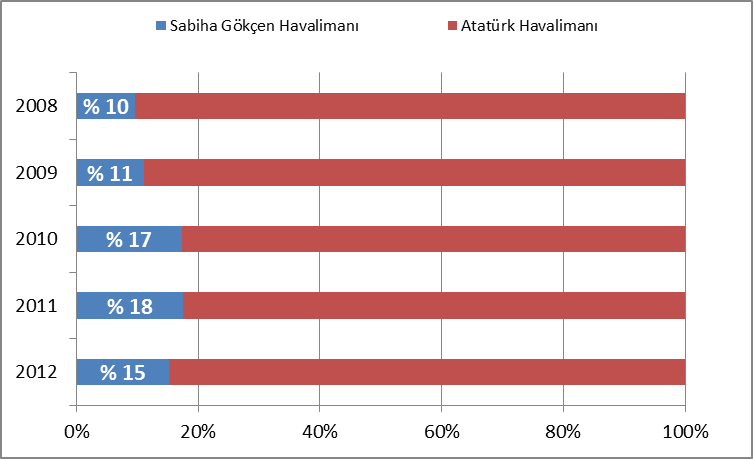 Sabiha Gökçen Havalimanı Atatürk Havalimanı
2008 % 10
2009 % 11
2010 % 17
2011 % 18
2012 % 15
0% 20% 40% 60% 80% 100%